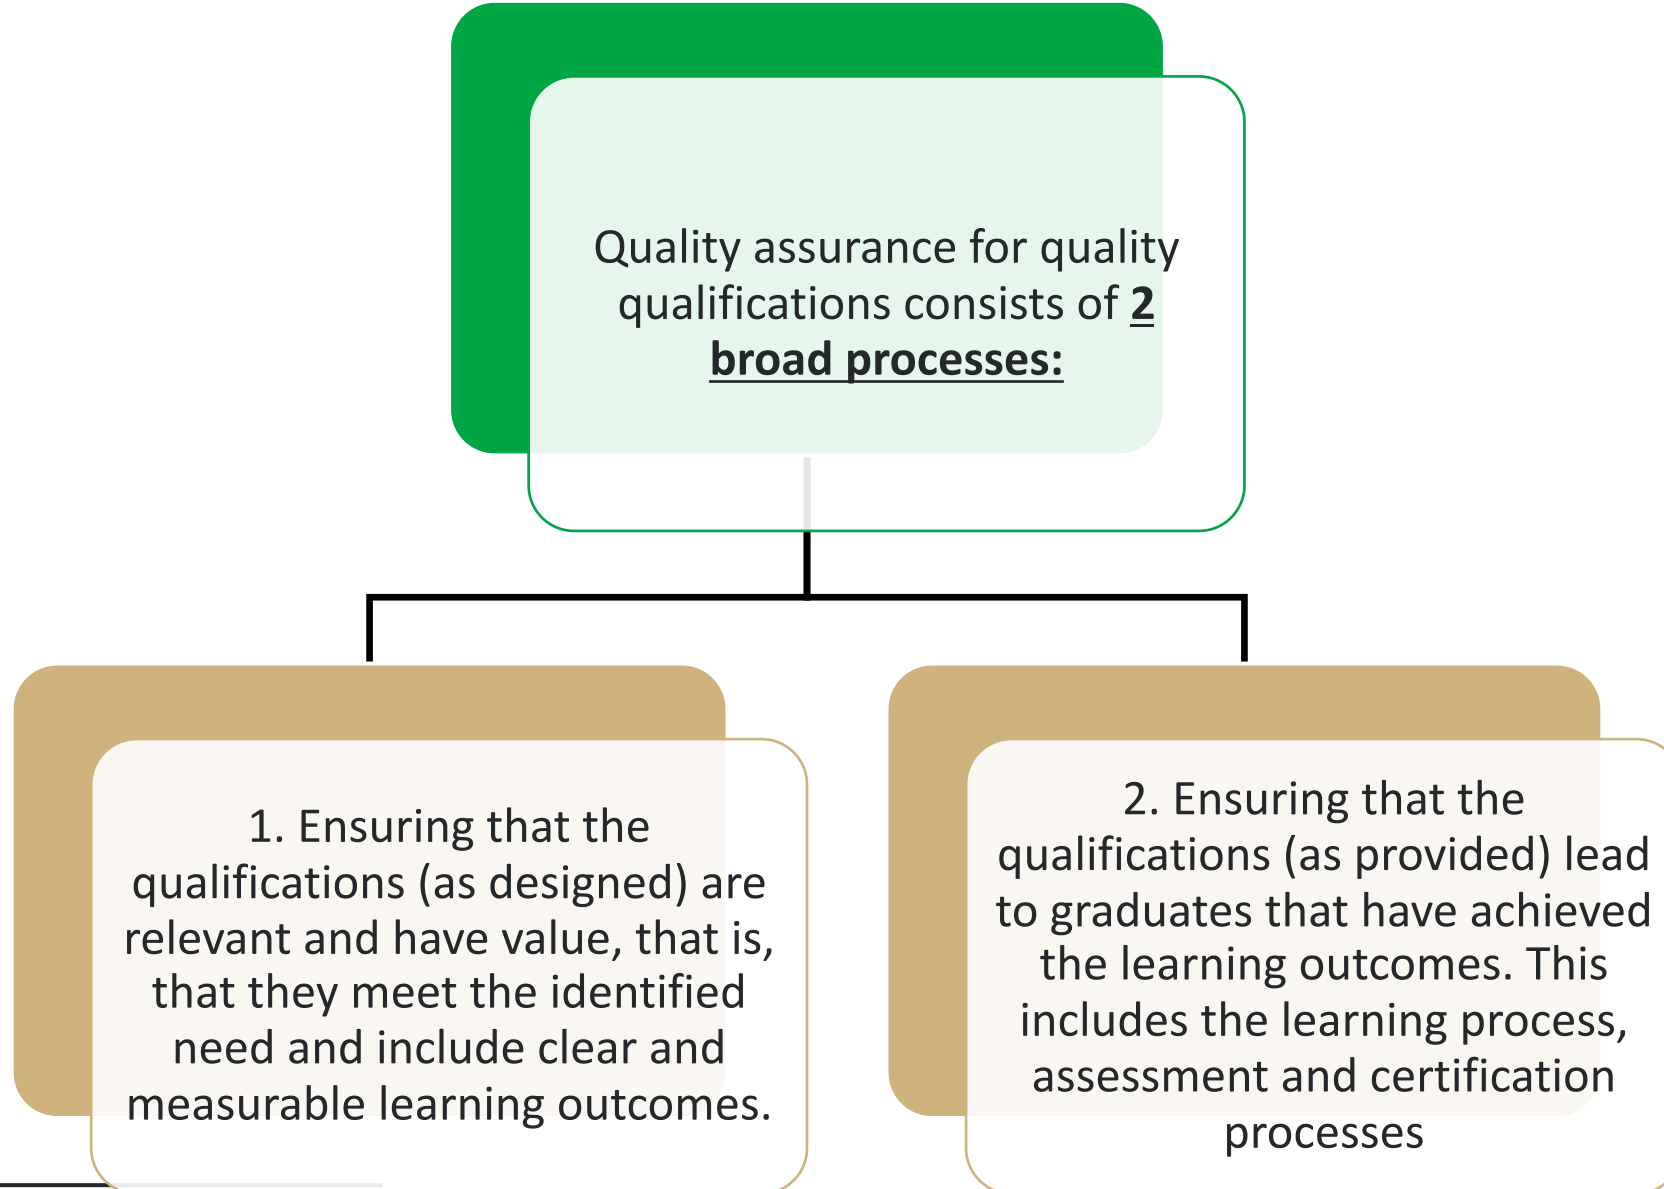 Quality assurance for quality
qualifications consists of 2
broad processes:
1. Ensuring that the
qualifications (as designed) are
relevant and have value, that is,
that they meet the identified
need and include clear and
measurable learning outcomes.
2. Ensuring that the
qualifications (as provided) lead
to graduates that have achieved
the learning outcomes. This
includes the learning process,
assessment and certification
processes